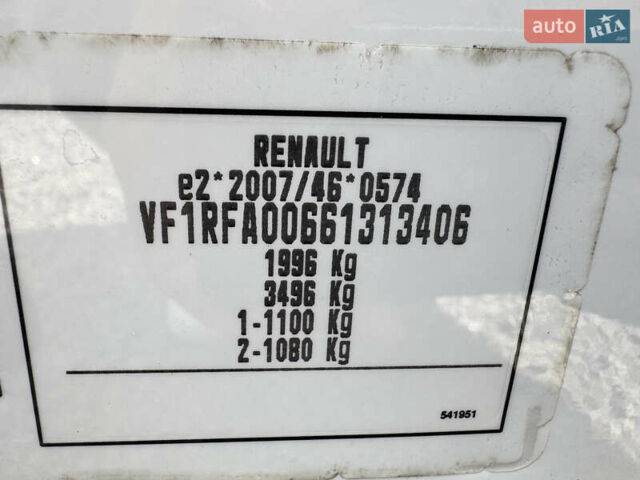 auto RIA.com
RENAULT
e2*2007/46*0574
VF1RFA00661313406
1996 Kg
3496 Kg
1-1100 Kg
2-1080 Kg
541951